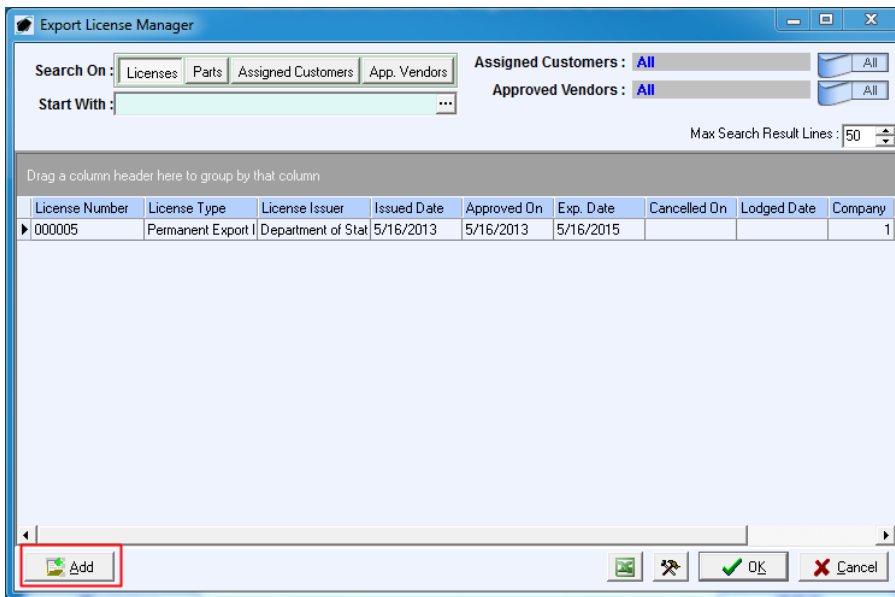 Export License Manager
Search On : Licenses Parts Assigned Customers App. Vendors
Assigned Customers : All All
Start With : ...
Approved Vendors : All All
Max Search Result Lines : 50
Drag a column header here to group by that column
License Number License Type License Issuer Issued Date Approved On Exp. Date Cancelled On Lodged Date Company
000005 Permanent Export l Department of Stat 5/16/2013 5/16/2013 5/16/2015 1
Add OK Cancel